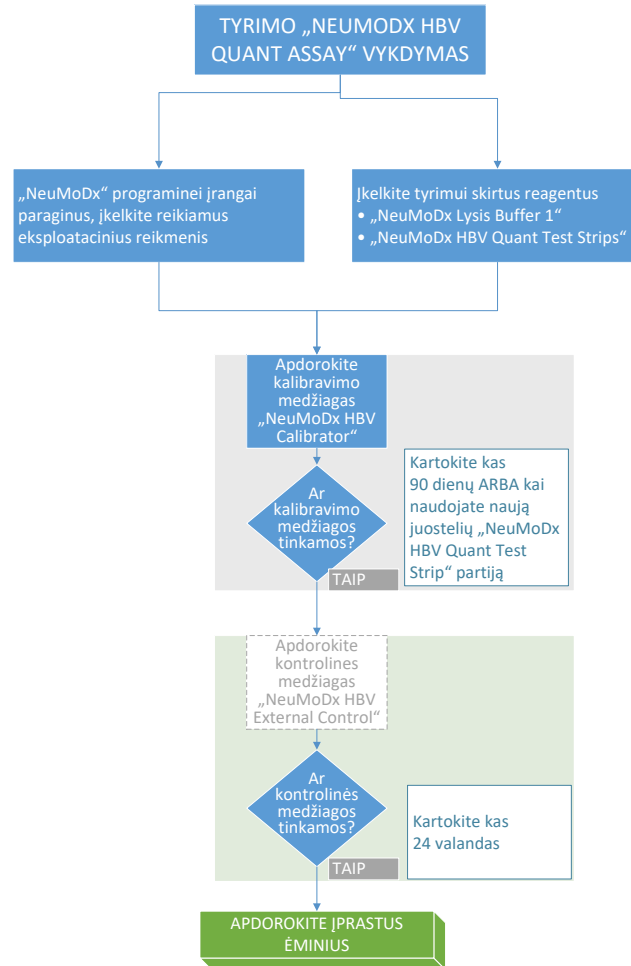 TYRIMO „NEUMODX HBV
QUANT ASSAY“ VYKDYMAS
„NeuMoDx“ programinei įrangai
paraginus, įkelkite reikiamus
eksploatacinius reikmenis
Įkelkite tyrimui skirtus reagentus
• „NeuMoDx Lysis Buffer 1“
• „NeuMoDx HBV Quant Test Strips“
Apdorokite
kalibravimo
medžiagas
„NeuMoDx HBV
Calibrator“
Ar
kalibravimo
medžiagos
tinkamos?
TAIP
Kartokite kas
90 dienų ARBA kai
naudojate naują
juostelių „NeuMoDx
HBV Quant Test
Strip“ partiją
Apdorokite
kontrolines
medžiagas
„NeuMoDx HBV
External Control“
Ar
kontrolinės
medžiagos
tinkamos?
TAIP
Kartokite kas
24 valandas
APDOROKITE ĮPRASTUS
ĖMINIUS